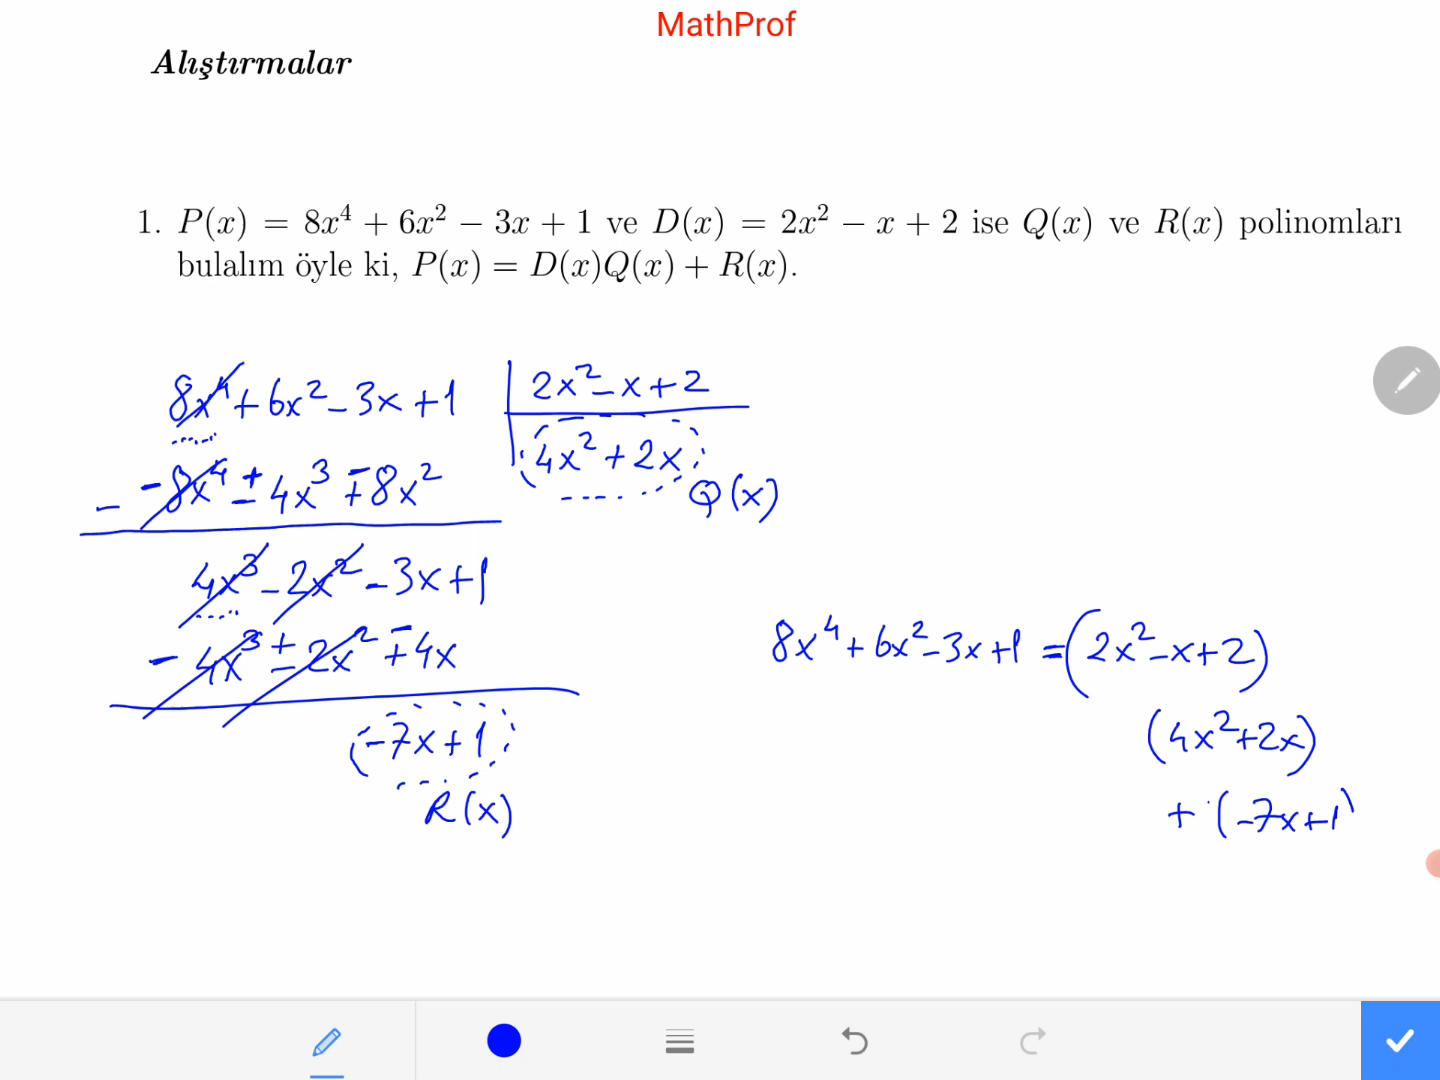 MathProf
Alıştırmalar
1. P(x) = 8x⁴ + 6x² − 3x + 1 ve D(x) = 2x² − x + 2 ise Q(x) ve R(x) polinomları
bulalım öyle ki, P(x) = D(x)Q(x) + R(x).
8x⁴ + 6x² − 3x + 1 | 2x² − x + 2
4x² + 2x
− −8x⁴ ± 4x³ ∓ 8x²
Q(x)
4x³ − 2x² − 3x + 1
8x⁴ + 6x² − 3x + 1 = (2x² − x + 2)
− 4x³ ± 2x² ∓ 4x
(4x² + 2x)
−7x + 1
+ (−7x + 1)
R(x)